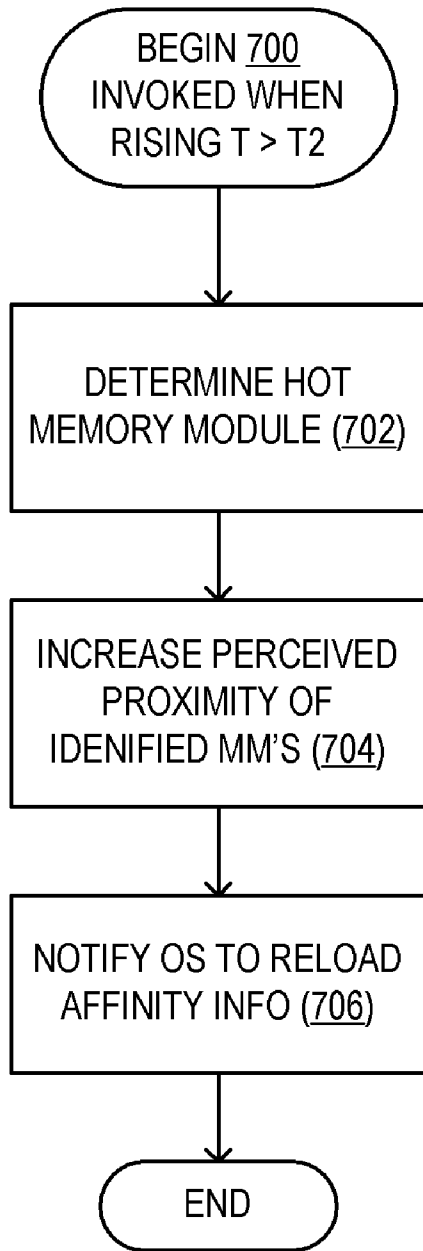 BEGIN 700
INVOKED WHEN
RISING T > T2
DETERMINE HOT
MEMORY MODULE (702)
INCREASE PERCEIVED
PROXIMITY OF
IDENIFIED MM'S (704)
NOTIFY OS TO RELOAD
AFFINITY INFO (706)
END